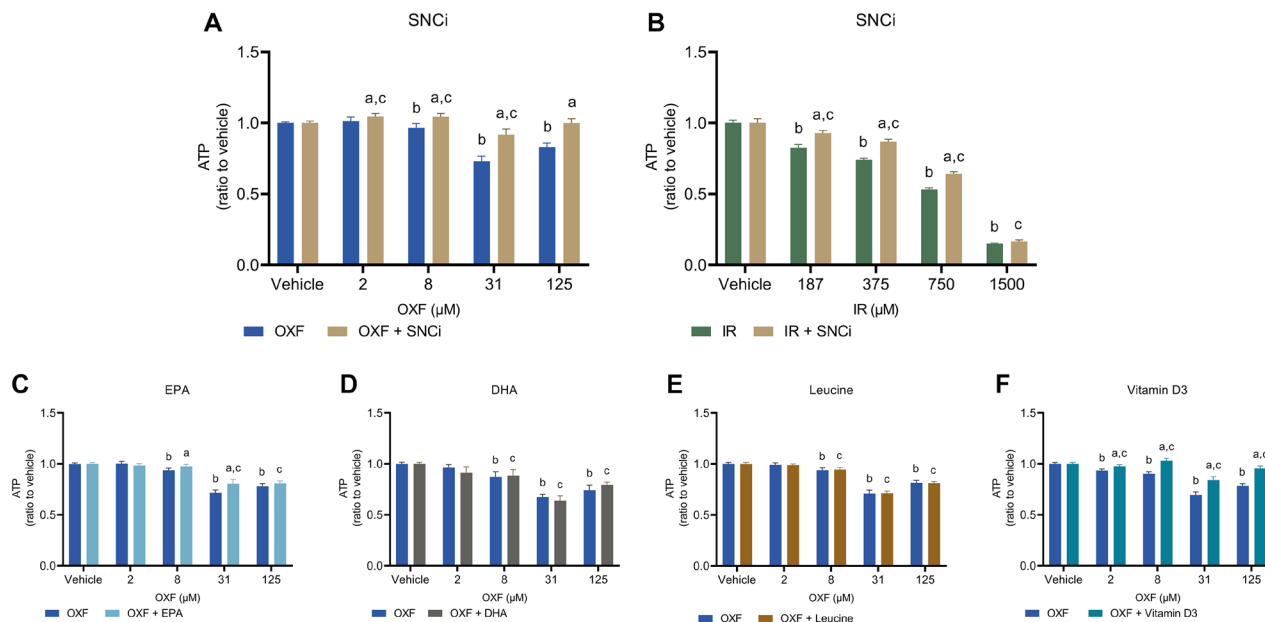 A
SNCi
ATP
(ratio to vehicle)
1.5
1.0
0.5
0.0
a,c
b
a,c
b
a,c
b
a
Vehicle
2
8
31
125
OXF (µM)
OXF
OXF + SNCi
B
SNCi
ATP
(ratio to vehicle)
1.5
1.0
0.5
0.0
b
a,c
b
a,c
b
a,c
b
c
Vehicle
187
375
750
1500
IR (µM)
IR
IR + SNCi
C
EPA
ATP
(ratio to vehicle)
1.5
1.0
0.5
0.0
b
a
b
a,c
b
c
Vehicle
2
8
31
125
OXF (µM)
OXF
OXF + EPA
D
DHA
ATP
(ratio to vehicle)
1.5
1.0
0.5
0.0
b
c
b
c
b
c
Vehicle
2
8
31
125
OXF (µM)
OXF
OXF + DHA
E
Leucine
ATP
(ratio to vehicle)
1.5
1.0
0.5
0.0
b
c
b
c
b
c
Vehicle
2
8
31
125
OXF (µM)
OXF
OXF + Leucine
F
Vitamin D3
ATP
(ratio to vehicle)
1.5
1.0
0.5
0.0
b
a,c
b
a,c
b
a,c
b
a,c
Vehicle
2
8
31
125
OXF (µM)
OXF
OXF + Vitamin D3